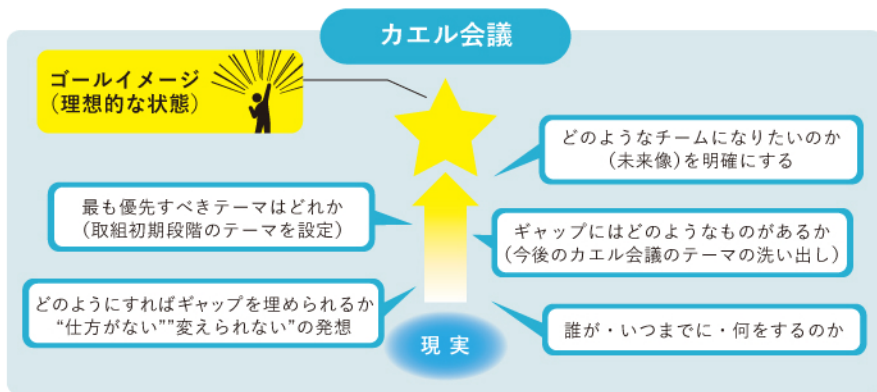 カエル会議
ゴールイメージ
(理想的な状態)
どのようなチームになりたいのか
(未来像)を明確にする
最も優先すべきテーマはどれか
(取組初期段階のテーマを設定)
ギャップにはどのようなものがあるか
(今後のカエル会議のテーマの洗い出し)
どのようにすればギャップを埋められるか
“仕方がない””変えられない”の発想
誰が・いつまでに・何をするのか
現実